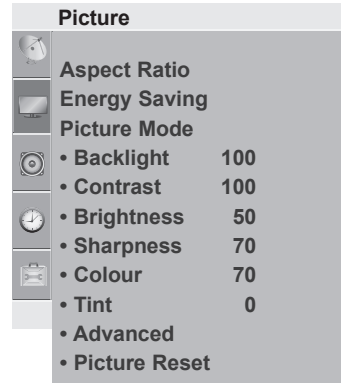 Picture
Aspect Ratio
Energy Saving
Picture Mode
• Backlight 100
• Contrast 100
• Brightness 50
• Sharpness 70
• Colour 70
• Tint 0
• Advanced
• Picture Reset